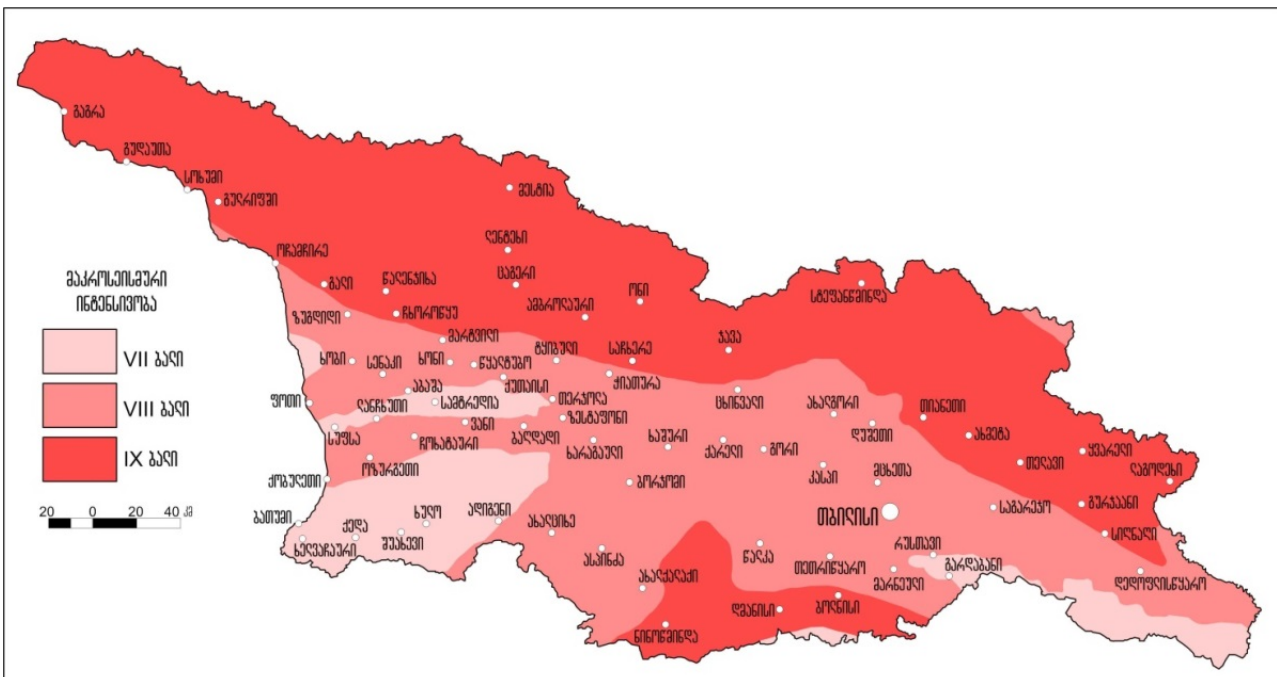 გაგრა
გუდაუთა
სოხუმი
გულრიფში
მესტია
ოჩამჩირე
ლენტეხი
მაკროსეისმური
ინტენსივობა
VII ბალი
VIII ბალი
IX ბალი
20 0 20 40 კმ
გალი
წალენჯიხა
ცაგერი
ონი
სტეფანწმინდა
ზუგდიდი
ჩხოროწყუ
ამბროლაური
მარტვილი
ჯავა
ხობი
სენაკი
ხონი
წყალტუბო
ტყიბული
საჩხერე
ქუთაისი
ჭიათურა
ფოთი
აბაშა
სამტრედია
თერჯოლა
ცხინვალი
ახალგორი
ლანჩხუთი
ზესტაფონი
თიანეთი
დუშეთი
სუფსა
ვანი
ჩოხატაური
ბაღდადი
ხარაგაული
ხაშური
ქარელი
გორი
ახმეტა
ყვარელი
ოზურგეთი
კასპი
მცხეთა
თელავი
ლაგოდეხი
ქობულეთი
ბორჯომი
გურჯაანი
ბათუმი
ქედა
ხულო
ადიგენი
თბილისი
საგარეჯო
ხელვაჩაური
შუახევი
ახალციხე
სიღნაღი
ასპინძა
წალკა
თეთრიწყარო
რუსთავი
გარდაბანი
მარნეული
დედოფლისწყარო
ახალქალაქი
დმანისი
ბოლნისი
ნინოწმინდა